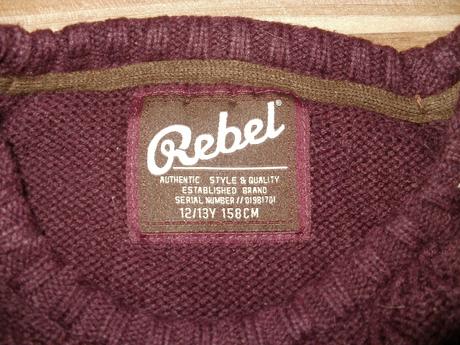 Rebel®
AUTHENTIC STYLE & QUALITY
ESTABLISHED BRAND
SERIAL NUMBER // 01981701
12/13Y 158CM